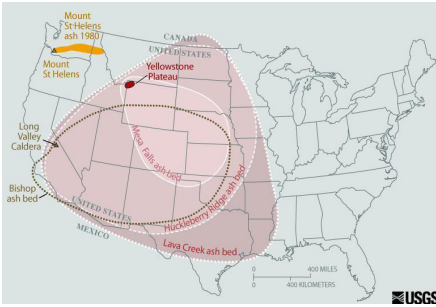 Mount
St Helens
ash 1980
Mount
St Helens
CANADA
UNITED STATES
Yellowstone
Plateau
Long
Valley
Caldera
Mesa Falls ash bed
Bishop
ash bed
Huckleberry Ridge ash bed
UNITED STATES
MEXICO
Lava Creek ash bed
0 400 MILES
0 400 KILOMETERS
USGS